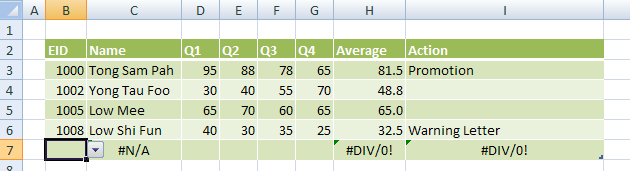 A B C D E F G H I
1
2 EID Name Q1 Q2 Q3 Q4 Average Action
3 1000 Tong Sam Pah 95 88 78 65 81.5 Promotion
4 1002 Yong Tau Foo 30 40 55 70 48.8
5 1005 Low Mee 65 70 60 65 65.0
6 1008 Low Shi Fun 40 30 35 25 32.5 Warning Letter
7 #N/A #DIV/0! #DIV/0!